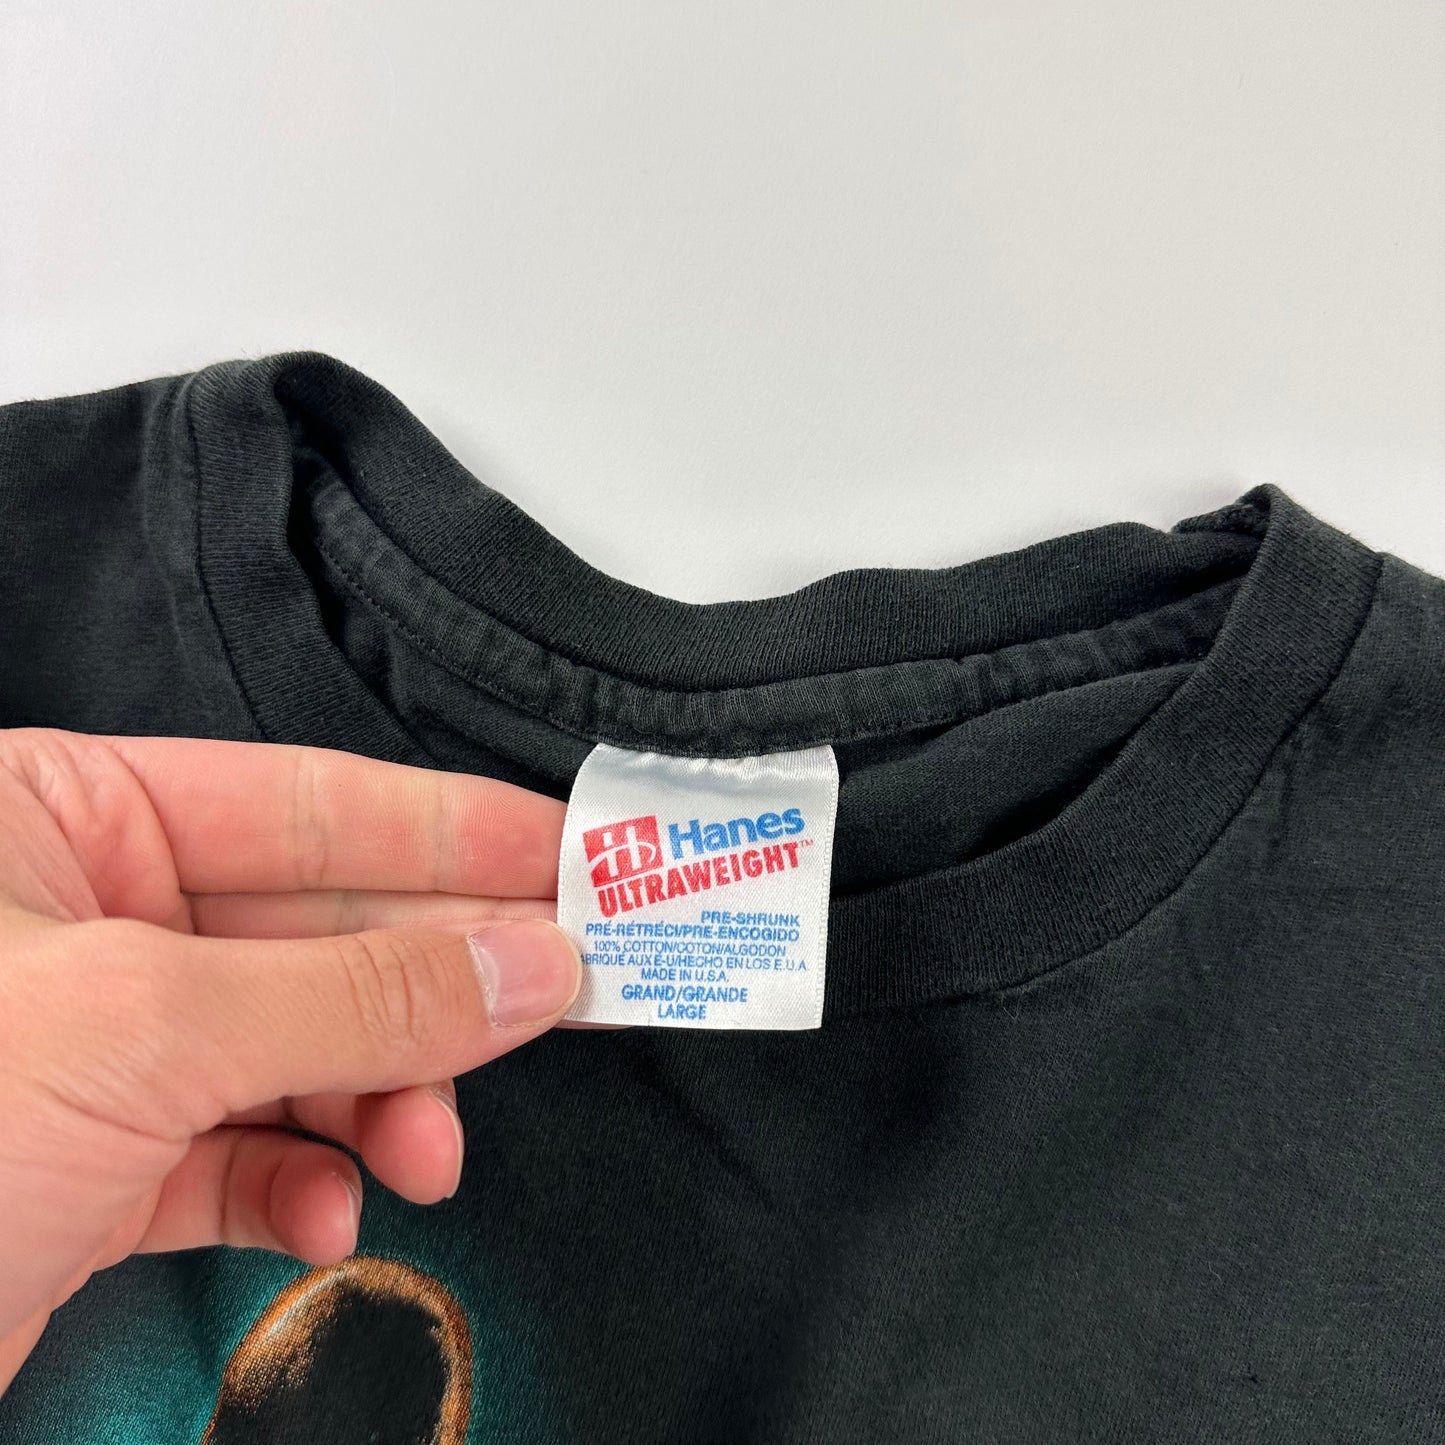 H Hanes
ULTRAWEIGHT™
PRE-SHRUNK
PRÉ-RÉTRÉCI/PRE-ENCOGIDO
100% COTTON/COTON/ALGODON
ABRIQUE AUX E-U/HECHO EN LOS E.U.A.
MADE IN U.S.A.
GRAND/GRANDE
LARGE